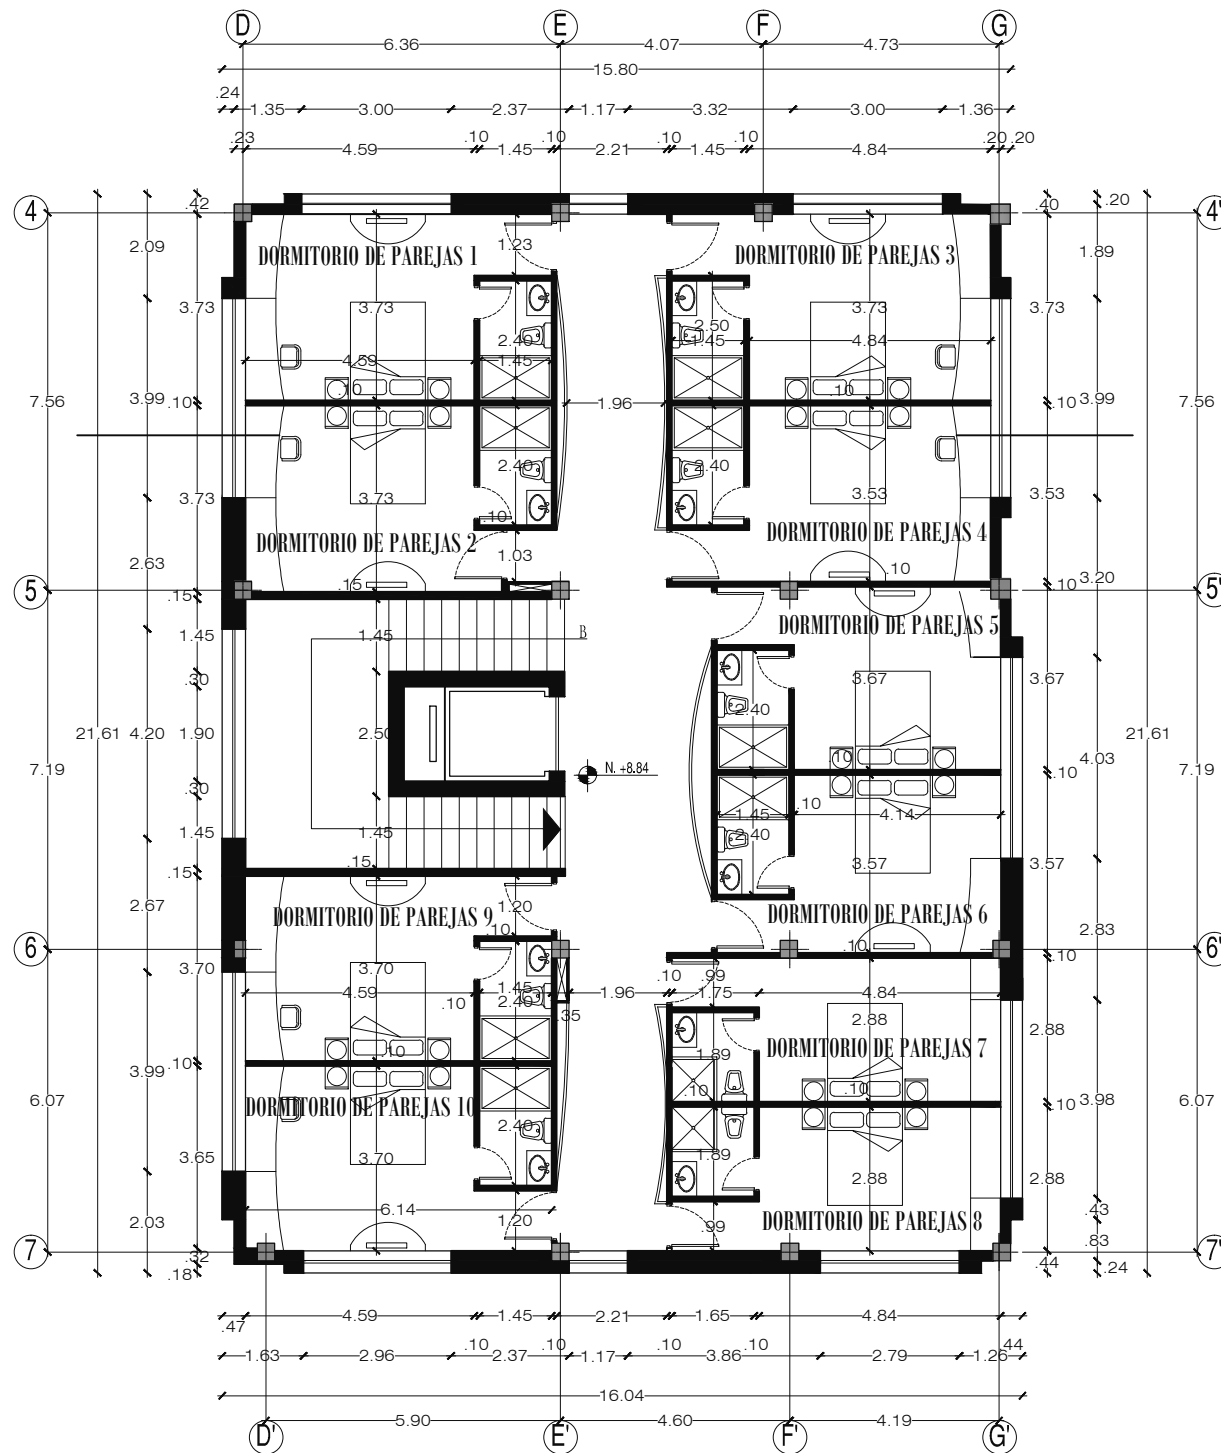 D E F G
6.36 4.07 4.73
15.80
.24 1.35 3.00 2.37 1.17 3.32 3.00 1.36
.23 4.59 .10 1.45 .10 2.21 .10 1.45 .10 4.84 .20 .20
4 .42 .40 .20 4'
2.09 1.23 1.89
DORMITORIO DE PAREJAS 1 DORMITORIO DE PAREJAS 3
3.73 3.73 3.73 3.73
2.50
2.40 1.45 4.84
4.59 1.45
.10 .10
7.56 3.99 .10 1.96 .10 3.99 7.56
2.40 2.40
3.73 3.73 3.53 3.53
.10
DORMITORIO DE PAREJAS 2 DORMITORIO DE PAREJAS 4
2.63 1.03 .10
5 .15 .15 .10 3.20 5'
DORMITORIO DE PAREJAS 5
1.45 1.45 B
.30 3.67 3.67
2.40
21.61 4.20 1.90 2.50 21.61
7.19 N. +8.84 .10 .10 4.03 7.19
.30 .10
1.45 4.14
1.45 1.45 2.40
.15 .15 3.57 3.57
2.67 DORMITORIO DE PAREJAS 9 1.20 DORMITORIO DE PAREJAS 6 2.83
.10
6 .10 .10 6'
3.70 3.70 .10 .99
4.59 .10 1.45 1.96 1.75 4.84
2.40 .35
2.88 2.88
.10 1.89 DORMITORIO DE PAREJAS 7
.10 3.99 .10 .10
6.07 DORMITORIO DE PAREJAS 10 .10 3.98 6.07
2.40
3.65 3.70 1.89
2.88 2.88
6.14 .43
2.03 1.20 .99 DORMITORIO DE PAREJAS 8
.83
7 .32 .44 7'
.18 .24
.47 4.59 1.45 2.21 1.65 4.84
.10 .10 .10 .10 .44
1.63 2.96 2.37 1.17 3.86 2.79 1.26
16.04
5.90 4.60 4.19
D' E' F' G'